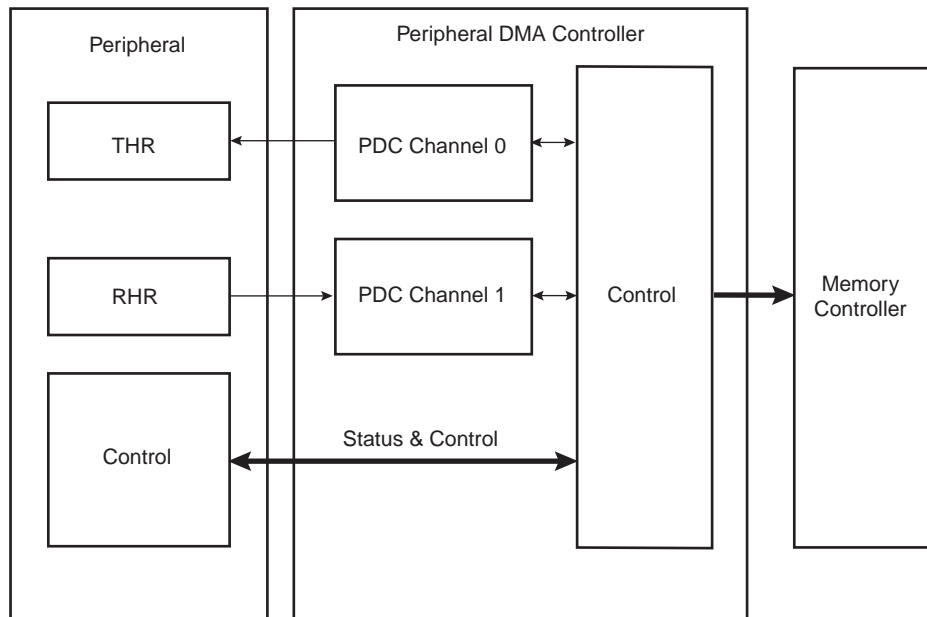 Peripheral
Peripheral DMA Controller
THR
PDC Channel 0
RHR
PDC Channel 1
Control
Memory
Controller
Control
Status & Control